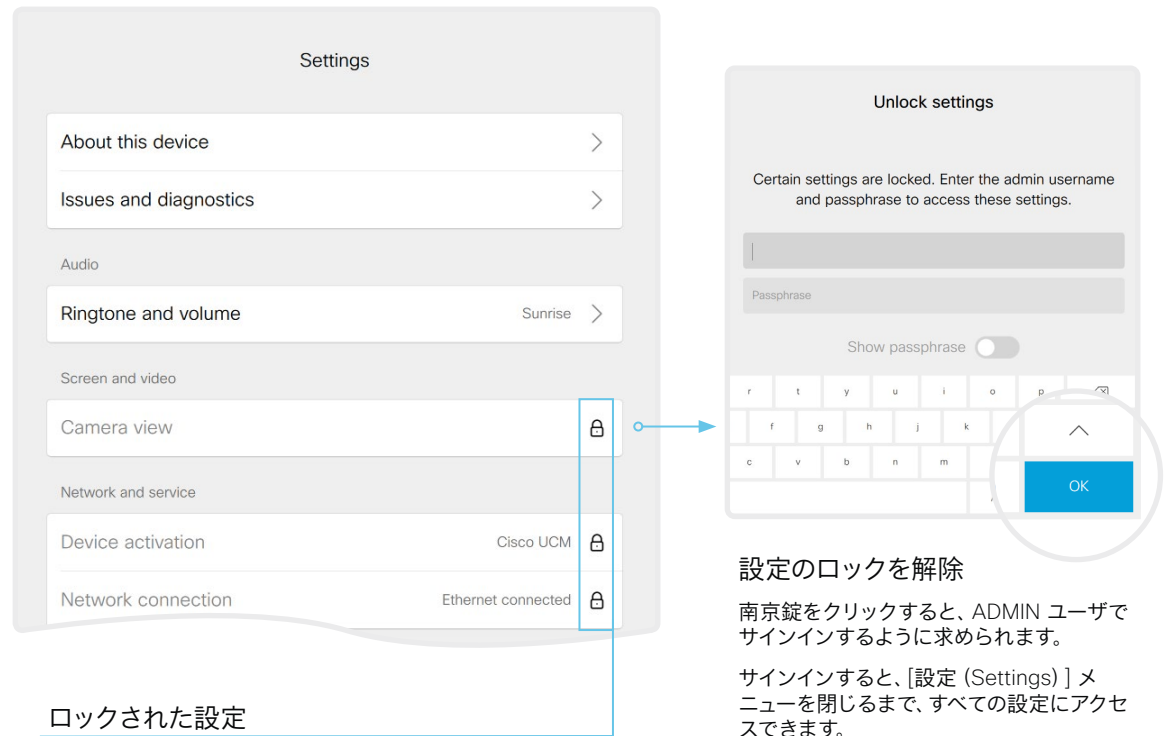 Settings
About this device
Issues and diagnostics
Audio
Ringtone and volume Sunrise
Screen and video
Camera view
Network and service
Device activation Cisco UCM
Network connection Ethernet connected
ロックされた設定
Unlock settings
Certain settings are locked. Enter the admin username
and passphrase to access these settings.
Passphrase
Show passphrase
r t y u i o p
f g h j k
c v b n m
OK
設定のロックを解除
南京錠をクリックすると、ADMIN ユーザで
サインインするように求められます。
サインインすると、[設定 (Settings) ] メ
ニューを閉じるまで、すべての設定にアクセ
スできます。